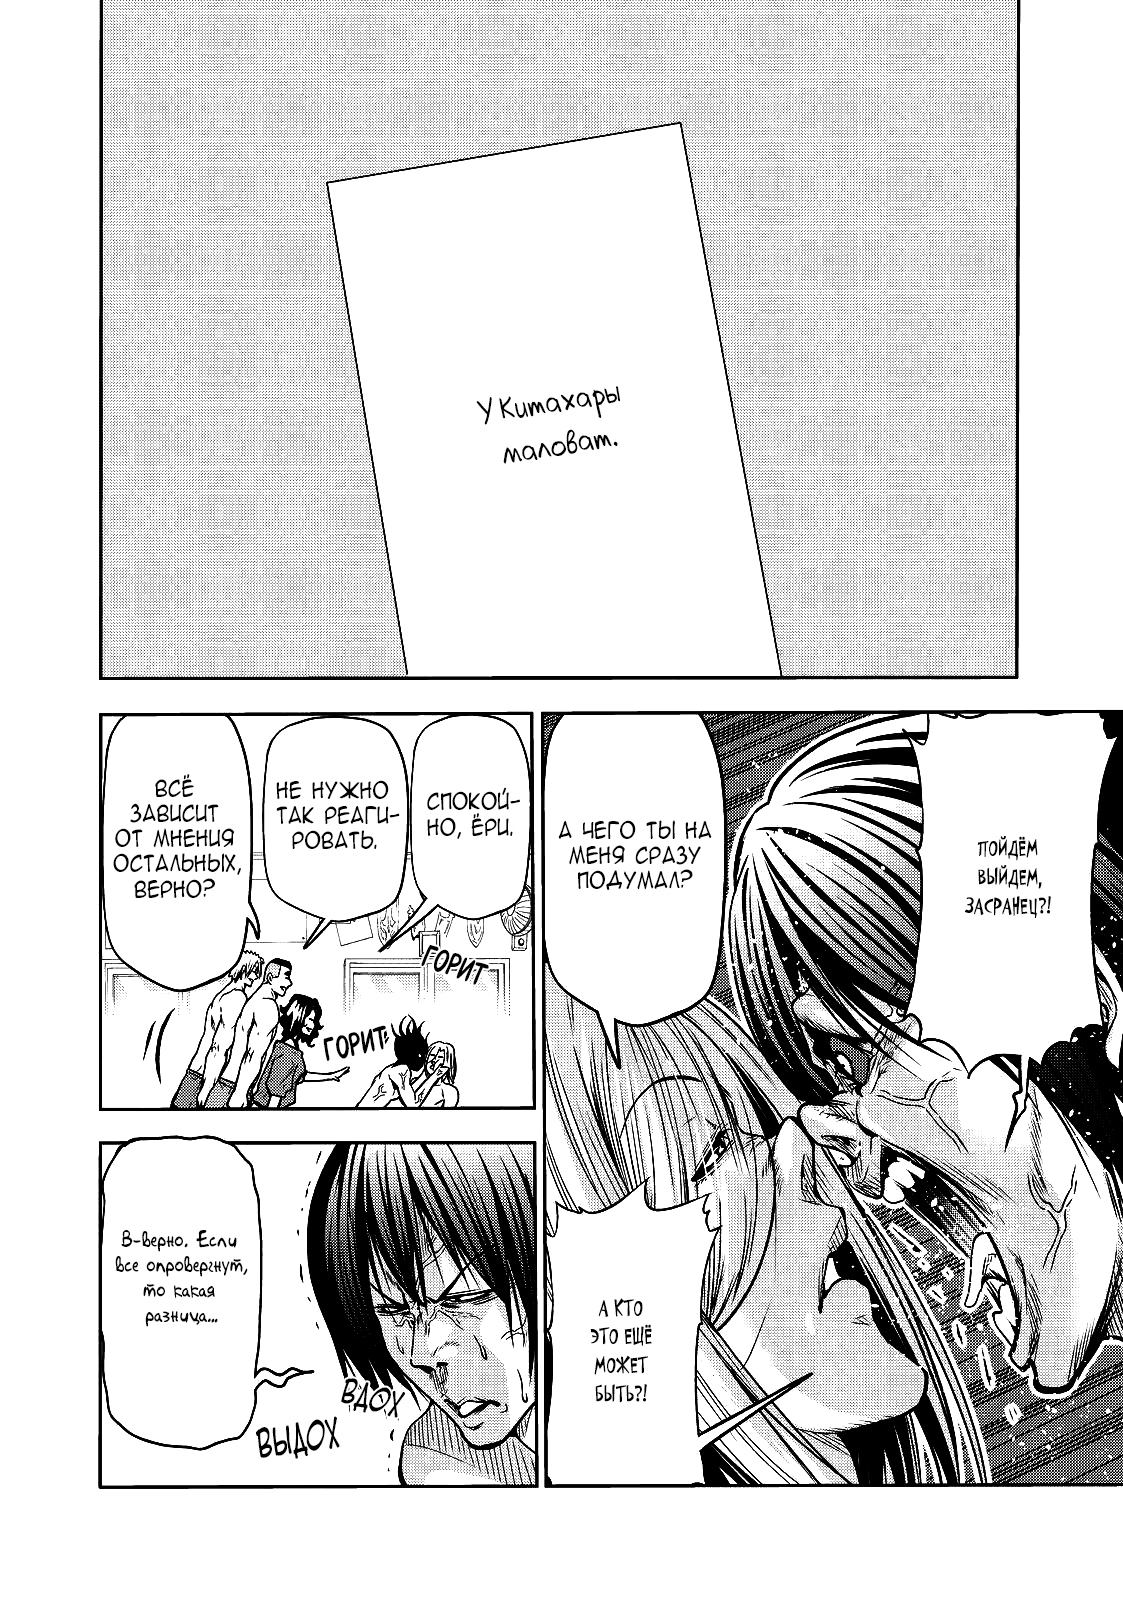 У Китахары
маловат.
ПОЙДЁМ
ВЫЙДЕМ,
ЗАСРАНЕЦ?!
А ЧЕГО ТЫ НА
МЕНЯ СРАЗУ
ПОДУМАЛ?
А КТО
ЭТО ЕЩЁ
МОЖЕТ
БЫТЬ?!
СПОКОЙ-
НО, ЁРИ.
НЕ НУЖНО
ТАК РЕАГИ-
РОВАТЬ.
ВСЁ
ЗАВИСИТ
ОТ МНЕНИЯ
ОСТАЛЬНЫХ,
ВЕРНО?
ГОРИТ
ГОРИТ
В-верно. Если
все опровергнут,
то какая
разница...
ВДОХ
ВЫДОХ